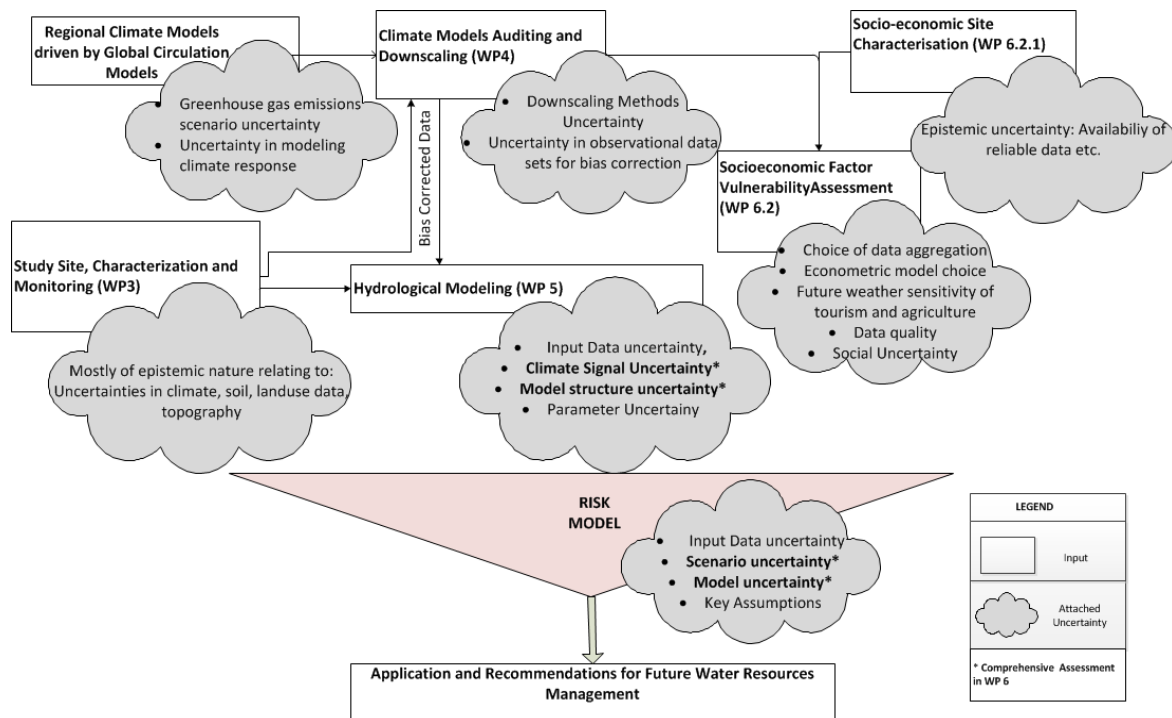 Regional Climate Models
driven by Global Circulation
Models
• Greenhouse gas emissions
scenario uncertainty
• Uncertainty in modeling
climate response
Climate Models Auditing and
Downscaling (WP4)
• Downscaling Methods
Uncertainty
• Uncertainty in observational data
sets for bias correction
Socio-economic Site
Characterisation (WP 6.2.1)
Epistemic uncertainty: Availabiliy of
reliable data etc.
Bias Corrected Data
Socioeconomic Factor
VulnerabilityAssessment
(WP 6.2)
• Choice of data aggregation
• Econometric model choice
• Future weather sensitivity of
tourism and agriculture
• Data quality
• Social Uncertainty
Study Site, Characterization and
Monitoring (WP3)
Mostly of epistemic nature relating to:
Uncertainties in climate, soil, landuse data,
topography
Hydrological Modeling (WP 5)
• Input Data uncertainty,
• Climate Signal Uncertainty*
• Model structure uncertainty*
• Parameter Uncertainy
RISK
MODEL
• Input Data uncertainty
• Scenario uncertainty*
• Model uncertainty*
• Key Assumptions
Application and Recommendations for Future Water Resources
Management
LEGEND
Input
Attached
Uncertainty
* Comprehensive Assessment
in WP 6